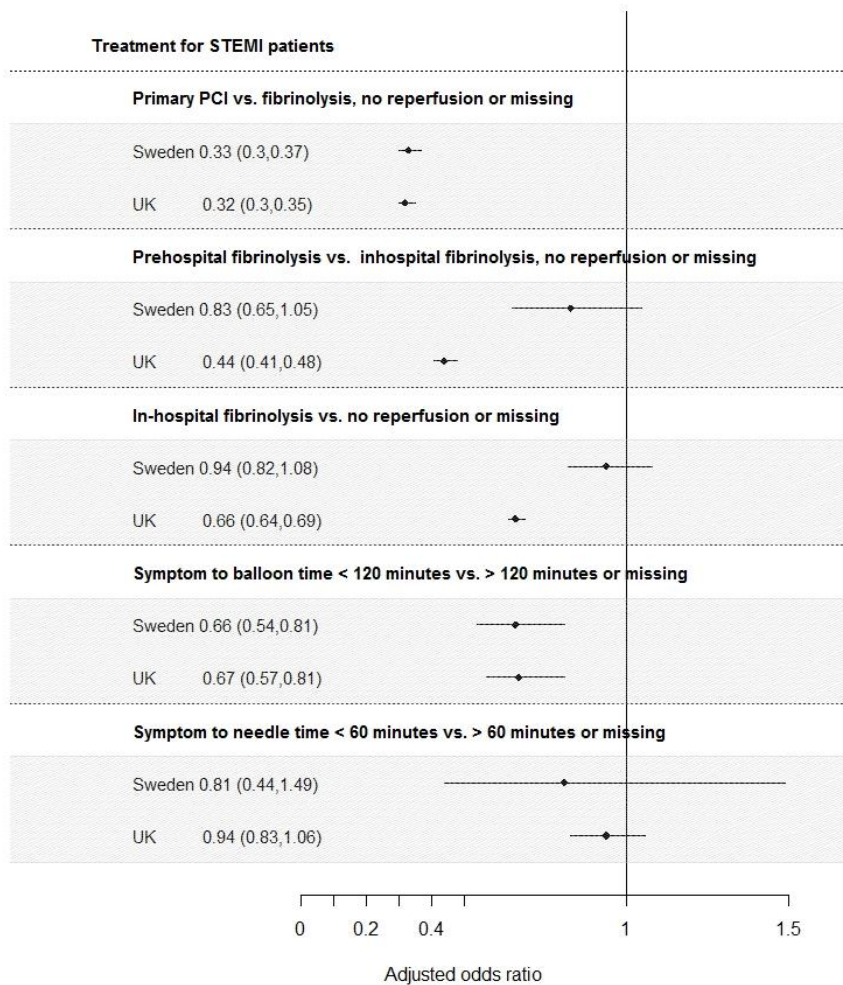 Treatment for STEMI patients
Primary PCI vs. fibrinolysis, no reperfusion or missing
Sweden 0.33 (0.3,0.37)
UK 0.32 (0.3,0.35)
Prehospital fibrinolysis vs. inhospital fibrinolysis, no reperfusion or missing
Sweden 0.83 (0.65,1.05)
UK 0.44 (0.41,0.48)
In-hospital fibrinolysis vs. no reperfusion or missing
Sweden 0.94 (0.82,1.08)
UK 0.66 (0.64,0.69)
Symptom to balloon time < 120 minutes vs. > 120 minutes or missing
Sweden 0.66 (0.54,0.81)
UK 0.67 (0.57,0.81)
Symptom to needle time < 60 minutes vs. > 60 minutes or missing
Sweden 0.81 (0.44,1.49)
UK 0.94 (0.83,1.06)
0 0.2 0.4 1 1.5
Adjusted odds ratio